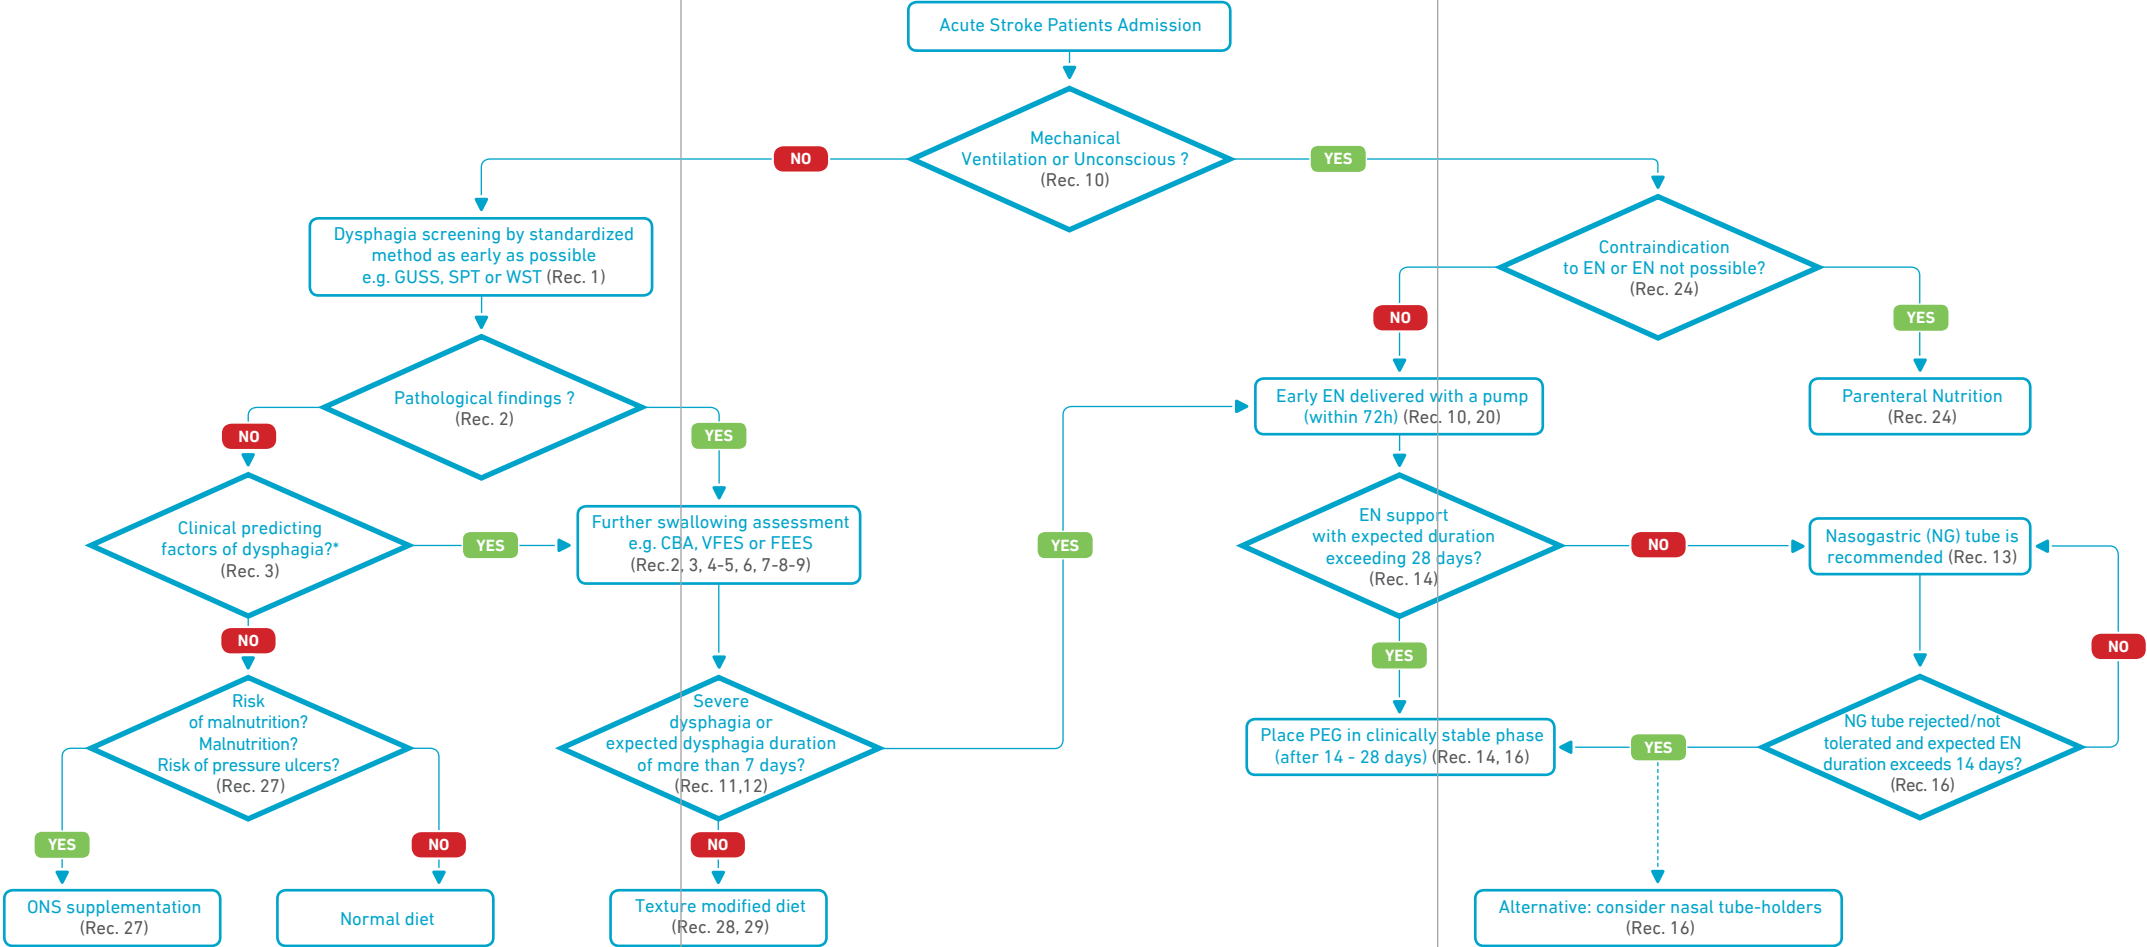 Acute Stroke Patients Admission
Mechanical
Ventilation or Unconscious ?
(Rec. 10)
NO
YES
Dysphagia screening by standardized
method as early as possible
e.g. GUSS, SPT or WST (Rec. 1)
Contraindication
to EN or EN not possible?
(Rec. 24)
NO
YES
Pathological findings ?
(Rec. 2)
NO
YES
Early EN delivered with a pump
(within 72h) (Rec. 10, 20)
Parenteral Nutrition
(Rec. 24)
Clinical predicting
factors of dysphagia?*
(Rec. 3)
YES
Further swallowing assessment
e.g. CBA, VFES or FEES
(Rec.2, 3, 4-5, 6, 7-8-9)
YES
EN support
with expected duration
exceeding 28 days?
(Rec. 14)
NO
Nasogastric (NG) tube is
recommended (Rec. 13)
NO
YES
NO
Risk
of malnutrition?
Malnutrition?
Risk of pressure ulcers?
(Rec. 27)
Severe
dysphagia or
expected dysphagia duration
of more than 7 days?
(Rec. 11,12)
Place PEG in clinically stable phase
(after 14 - 28 days) (Rec. 14, 16)
YES
NG tube rejected/not
tolerated and expected EN
duration exceeds 14 days?
(Rec. 16)
YES
NO
NO
ONS supplementation
(Rec. 27)
Normal diet
Texture modified diet
(Rec. 28, 29)
Alternative: consider nasal tube-holders
(Rec. 16)